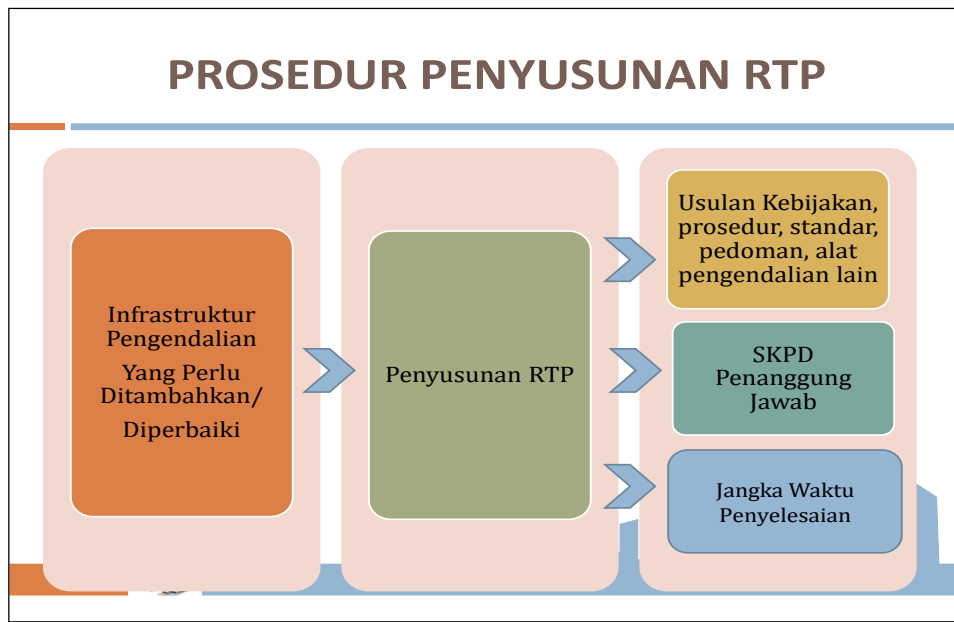 PROSEDUR PENYUSUNAN RTP
Infrastruktur
Pengendalian
Yang Perlu
Ditambahkan/
Diperbaiki
Penyusunan RTP
Usulan Kebijakan,
prosedur, standar,
pedoman, alat
pengendalian lain
SKPD
Penanggung
Jawab
Jangka Waktu
Penyelesaian